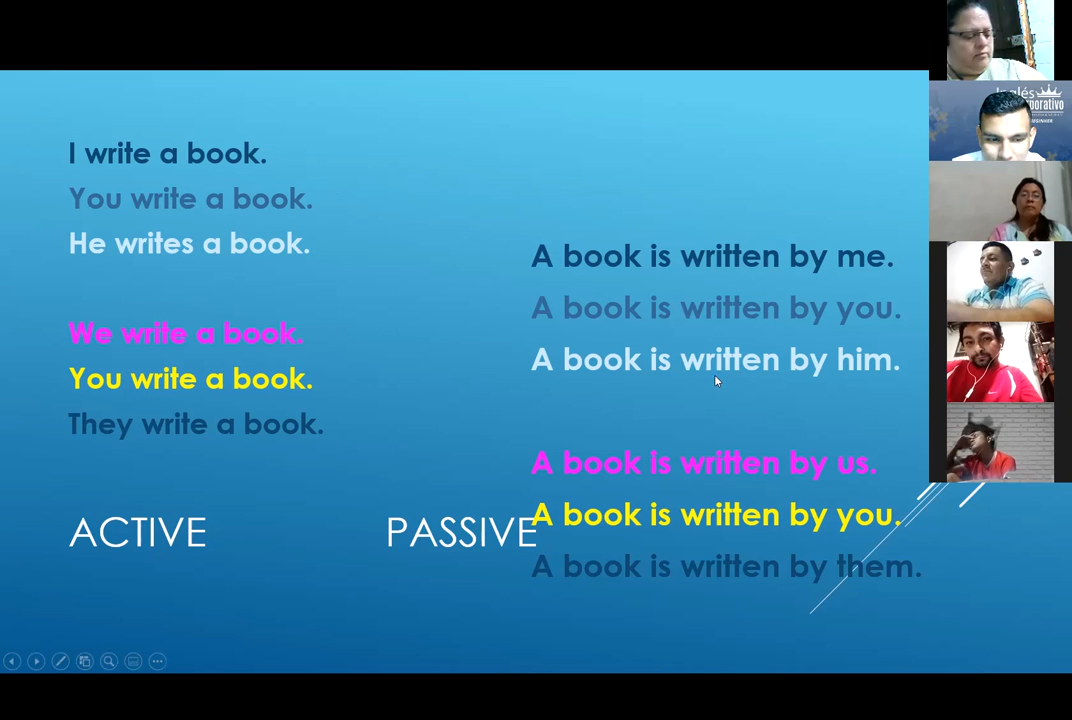 I write a book.
You write a book.
He writes a book.
We write a book.
You write a book.
They write a book.
ACTIVE
PASSIVE
A book is written by me.
A book is written by you.
A book is written by him.
A book is written by us.
A book is written by you.
A book is written by them.